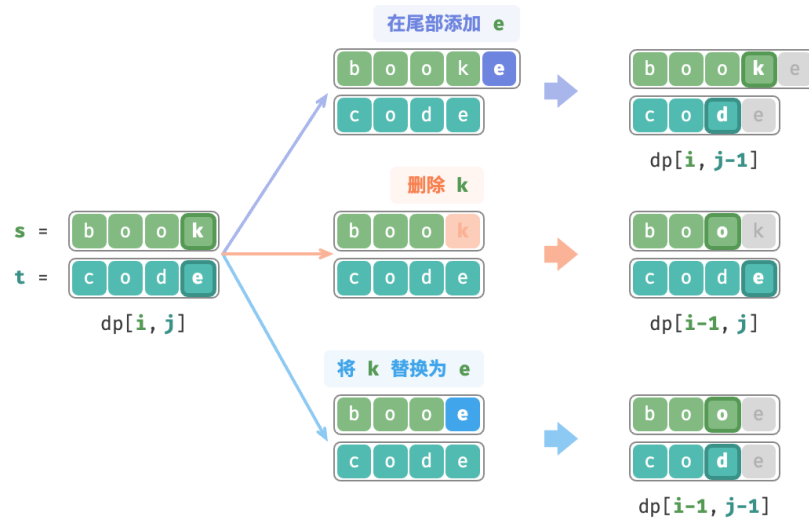 在尾部添加 e
b o o k e
c o d e
b o o k e
c o d e
dp[i, j-1]
删除 k
s = b o o k
t = c o d e
dp[i, j]
b o o k
c o d e
b o o k
c o d e
dp[i-1, j]
将 k 替换为 e
b o o e
c o d e
b o o e
c o d e
dp[i-1, j-1]